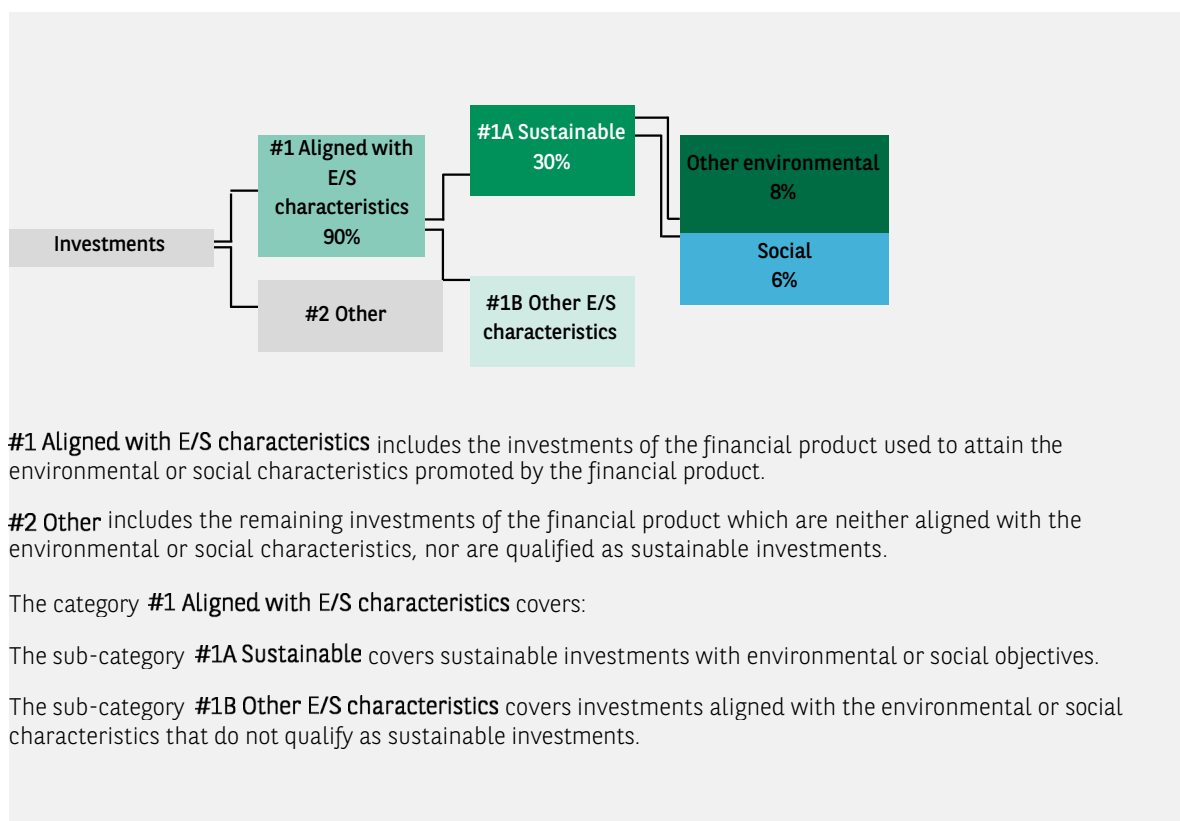 #1A Sustainable
30%
#1 Aligned with
E/S
characteristics
90%
Other environmental
8%
Investments
Social
6%
#2 Other
#1B Other E/S
characteristics
#1 Aligned with E/S characteristics includes the investments of the financial product used to attain the
environmental or social characteristics promoted by the financial product.
#2 Other includes the remaining investments of the financial product which are neither aligned with the
environmental or social characteristics, nor are qualified as sustainable investments.
The category #1 Aligned with E/S characteristics covers:
The sub-category #1A Sustainable covers sustainable investments with environmental or social objectives.
The sub-category #1B Other E/S characteristics covers investments aligned with the environmental or social
characteristics that do not qualify as sustainable investments.